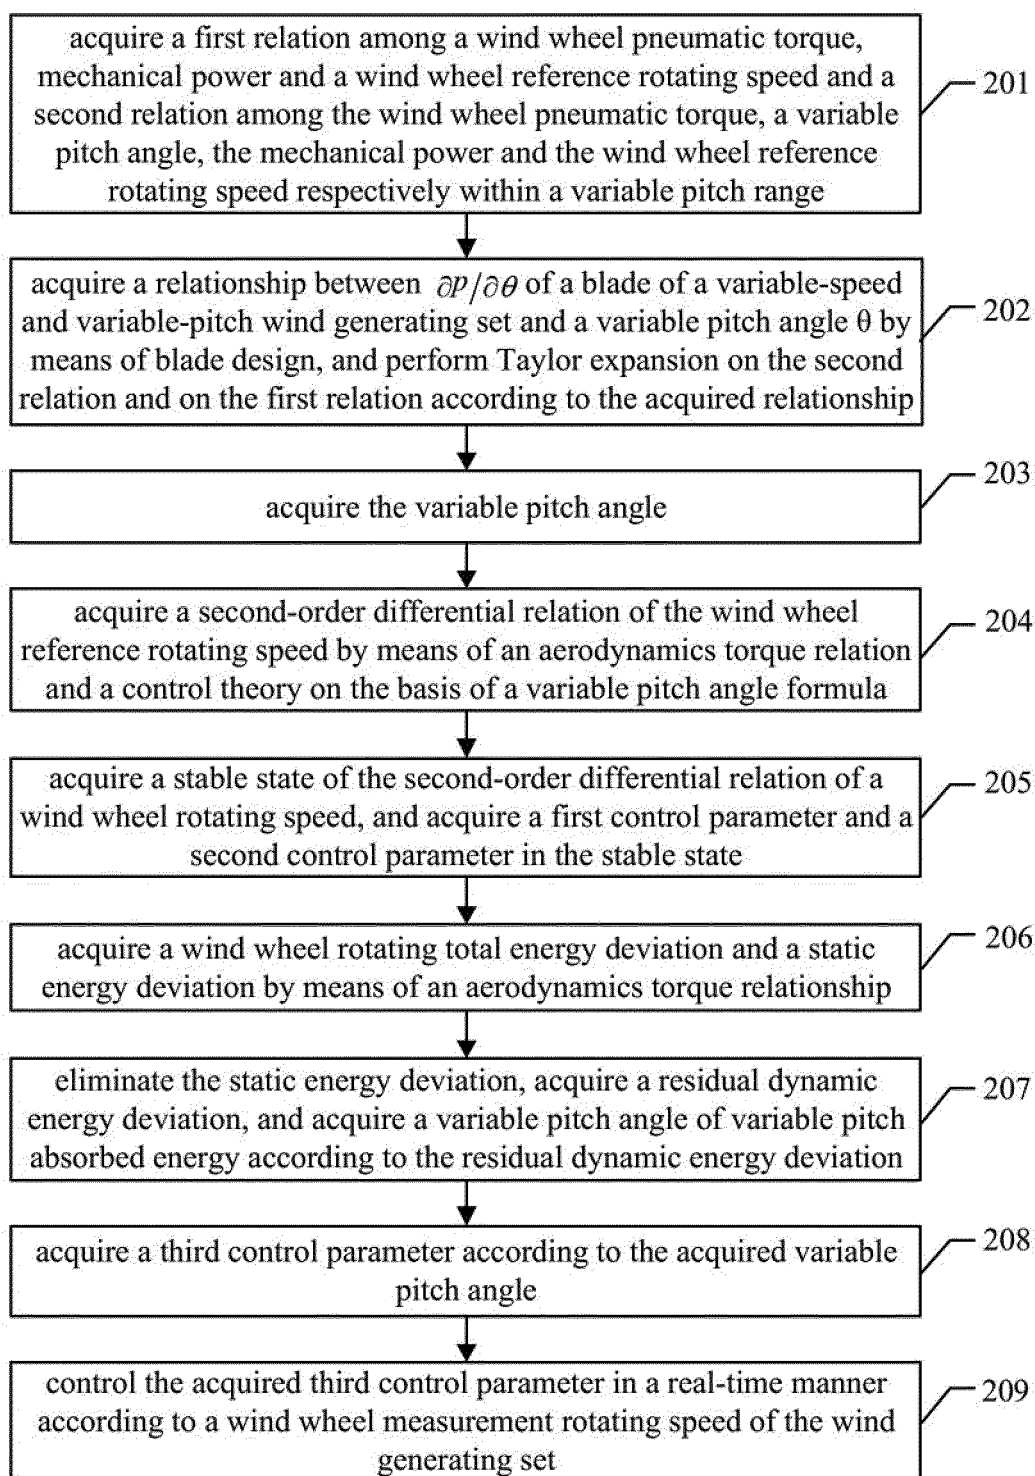 acquire a first relation among a wind wheel pneumatic torque,
mechanical power and a wind wheel reference rotating speed and a
second relation among the wind wheel pneumatic torque, a variable
pitch angle, the mechanical power and the wind wheel reference
rotating speed respectively within a variable pitch range
201
acquire a relationship between ∂p/∂θ of a blade of a variable-speed
and variable-pitch wind generating set and a variable pitch angle θ by
means of blade design, and perform Taylor expansion on the second
relation and on the first relation according to the acquired relationship
202
acquire the variable pitch angle
203
acquire a second-order differential relation of the wind wheel
reference rotating speed by means of an aerodynamics torque relation
and a control theory on the basis of a variable pitch angle formula
204
acquire a stable state of the second-order differential relation of a
wind wheel rotating speed, and acquire a first control parameter and a
second control parameter in the stable state
205
acquire a wind wheel rotating total energy deviation and a static
energy deviation by means of an aerodynamics torque relationship
206
eliminate the static energy deviation, acquire a residual dynamic
energy deviation, and acquire a variable pitch angle of variable pitch
absorbed energy according to the residual dynamic energy deviation
207
acquire a third control parameter according to the acquired variable
pitch angle
208
control the acquired third control parameter in a real-time manner
according to a wind wheel measurement rotating speed of the wind
generating set
209